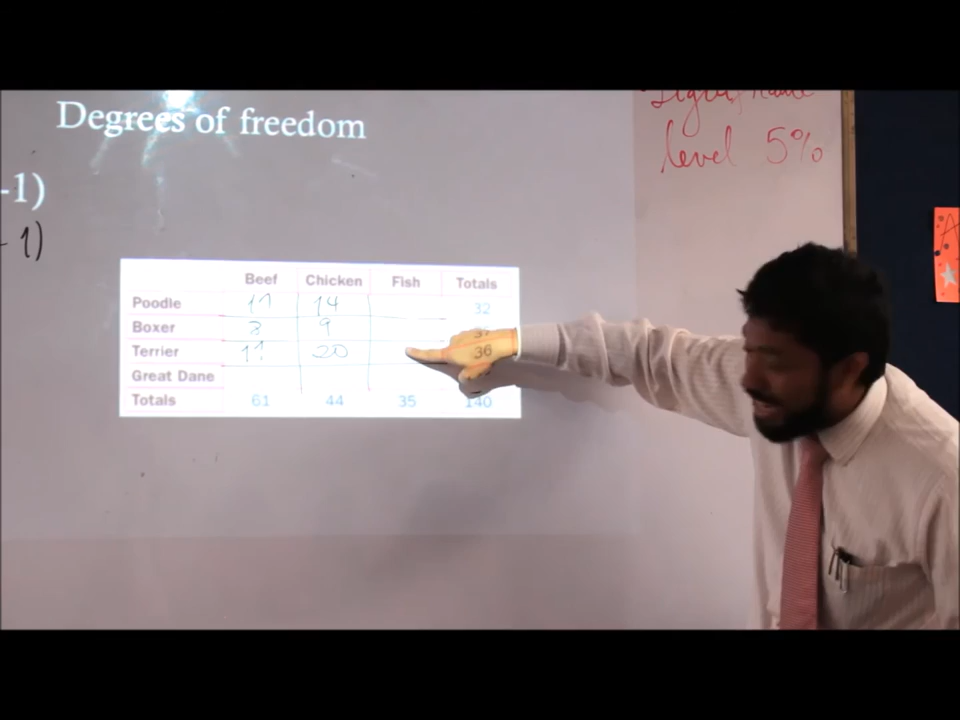 Degrees of freedom
-1)
- 1)
level 5%
A
Beef Chicken Fish Totals
Poodle 14 32
Boxer 8 9
Terrier 11 20 36
Great Dane
Totals 61 44 35 140